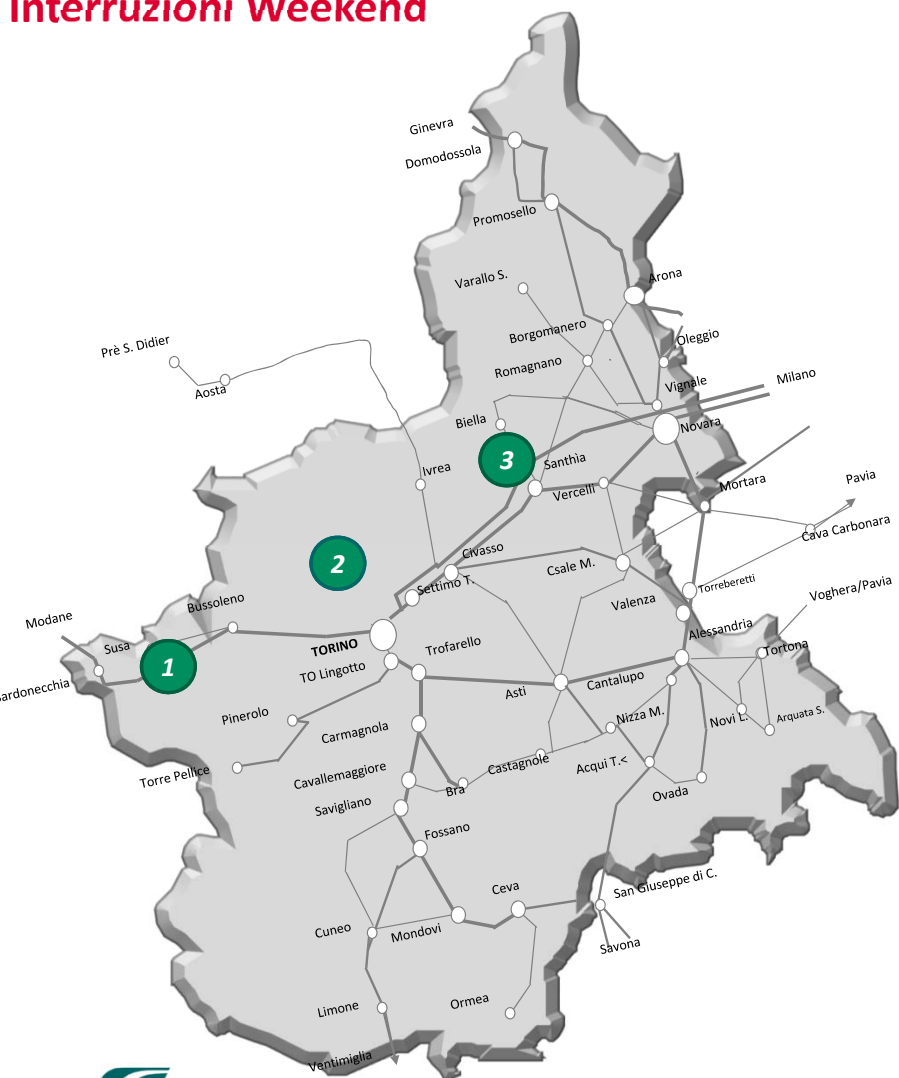 Interruzioni Weekend
Ginevra
Domodossola
Promosello
Varallo S.
Arona
Borgomanero
Oleggio
Prè S. Didier
Romagnano
Milano
Aosta
Vignale
Biella
Novara
3
Santhìa
Ivrea
Vercelli
Mortara
Pavia
Cava Carbonara
2
Civasso
Csale M.
Settimo T.
Torreberetti
Voghera/Pavia
Bussoleno
Valenza
Modane
Susa
1
TORINO
Trofarello
Alessandria
Tortona
TO Lingotto
ardonecchia
Asti
Cantalupo
Pinerolo
Nizza M.
Novi L.
Arquata S.
Carmagnola
Castagnole
Acqui T.<
Torre Pellice
Cavallemaggiore
Bra
Ovada
Savigliano
Fossano
Ceva
San Giuseppe di C.
Cuneo
Mondovi
Savona
Limone
Ormea
Ventimiglia